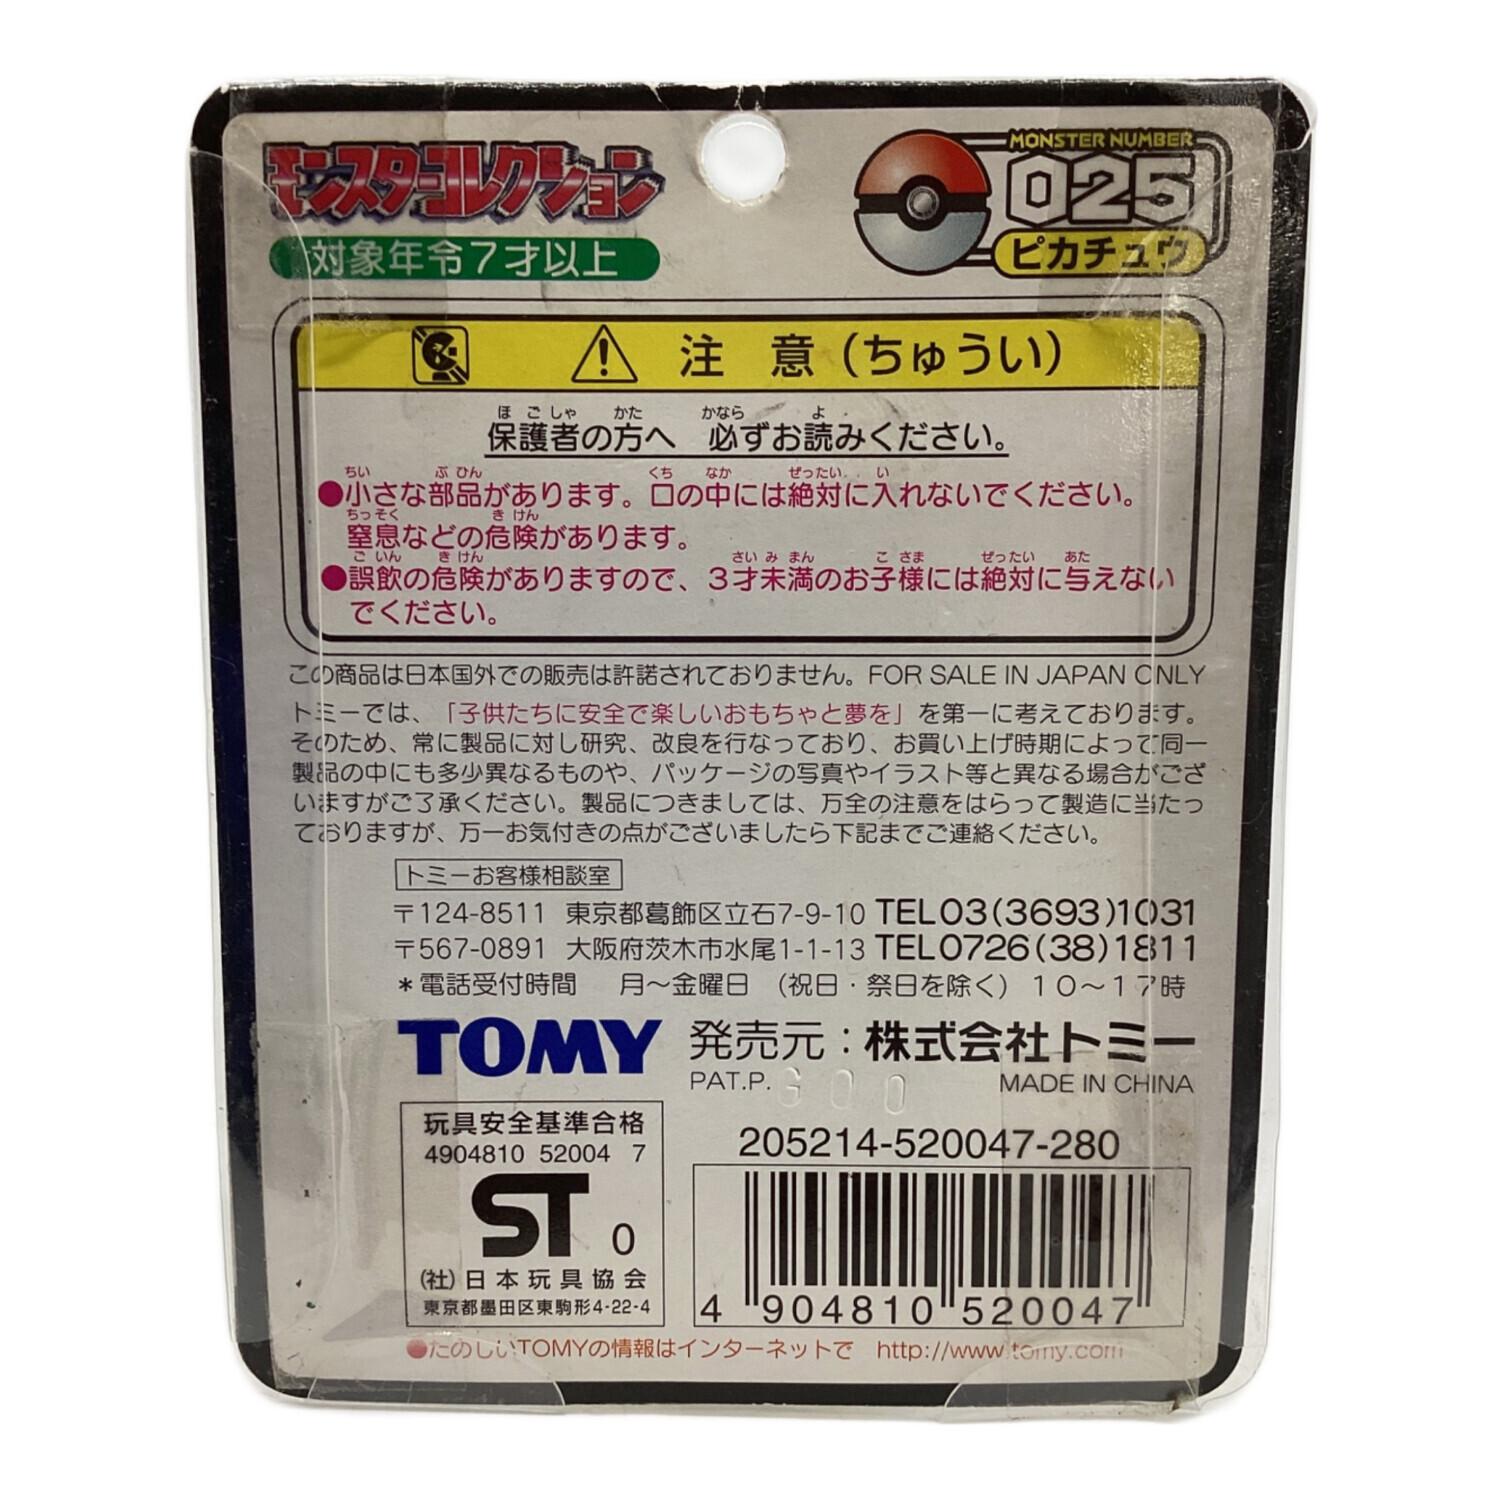 モンスターコレクション
対象年令7才以上
MONSTER NUMBER
025
ピカチュウ
注意(ちゅうい)
ほごしゃ かた かなら よ
保護者の方へ 必ずお読みください。
ちい ぶひん くち なか ぜったい い
●小さな部品があります。口の中には絶対に入れないでください。
ちっそく きけん
窒息などの危険があります。
ごいん きけん さいみまん こさま ぜったい あた
●誤飲の危険がありますので、3才未満のお子様には絶対に与えない
でください。
この商品は日本国外での販売は許諾されておりません。FOR SALE IN JAPAN ONLY
トミーでは、「子供たちに安全で楽しいおもちゃと夢を」を第一に考えております。
そのため、常に製品に対し研究、改良を行なっており、お買い上げ時期によって同一
製品の中にも多少異なるものや、パッケージの写真やイラスト等と異なる場合がござ
いますがご了承ください。製品につきましては、万全の注意をはらって製造に当たっ
ておりますが、万一お気付きの点がございましたら下記までご連絡ください。
トミーお客様相談室
〒124-8511 東京都葛飾区立石7-9-10 TEL03(3693)1031
〒567-0891 大阪府茨木市水尾1-1-13 TEL0726(38)1811
*電話受付時間 月〜金曜日 (祝日・祭日を除く) 10〜17時
TOMY 発売元:株式会社トミー
PAT.P. G00 MADE IN CHINA
玩具安全基準合格
4904810 52004 7
ST 0
(社)日本玩具協会
東京都墨田区東駒形4-22-4
205214-520047-280
4 904810 520047
●たのしいTOMYの情報はインターネットで http://www.tomy.com